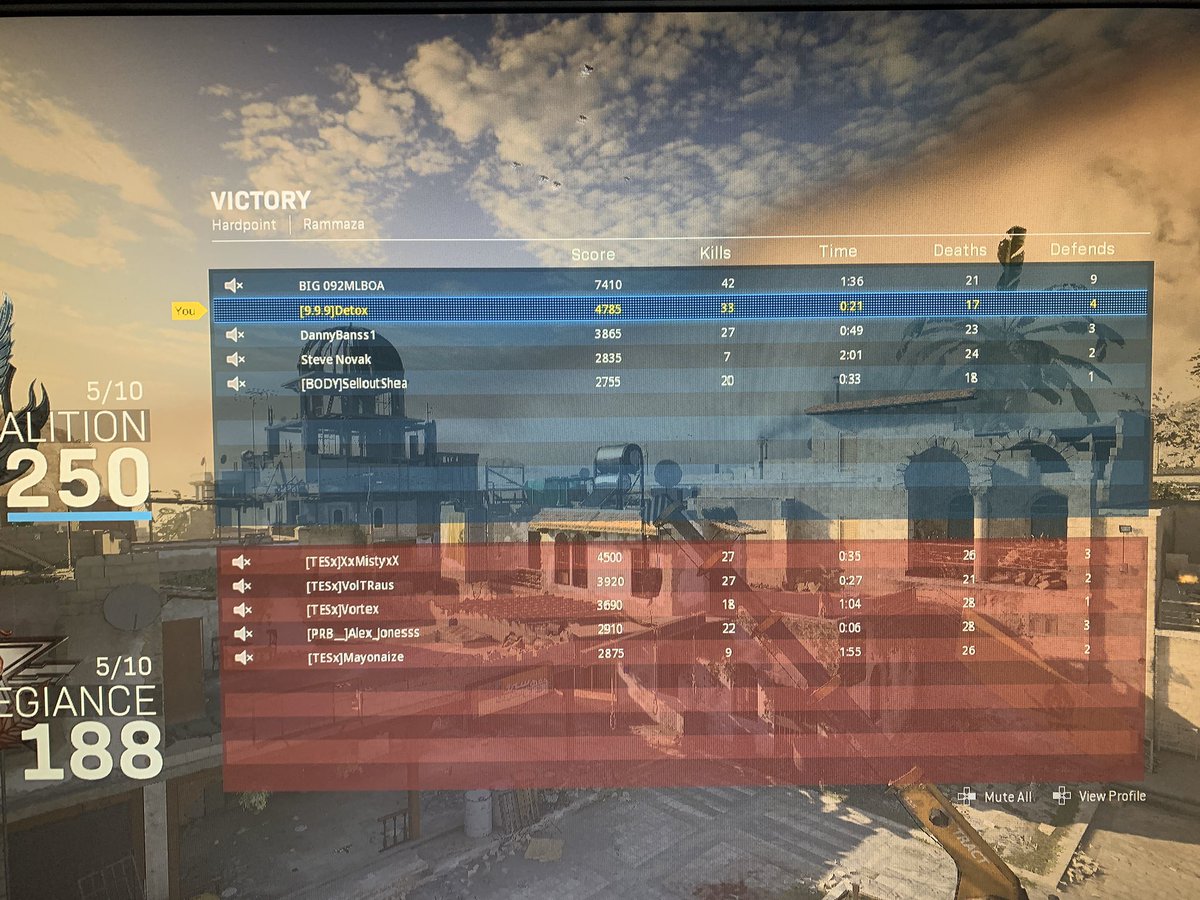 VICTORY
Hardpoint | Rammaza
Score Kills Time Deaths Defends
BIG 092MLBOA 7410 42 1:36 21 9
You [9.9.9]Detox 4785 33 0:21 17 4
DannyBanss1 3865 27 0:49 23 3
Steve Novak 2835 7 2:01 24 2
[BODY]SelloutShea 2755 20 0:33 18 1
5/10
ALITION
250
[TESx]XxMistyxX 4500 27 0:35 26 3
[TESx]VolTRaus 3920 27 0:27 21 2
[TESx]Vortex 3690 18 1:04 28 1
[PRB__]Alex_Jonesss 2910 22 0:06 28 3
[TESx]Mayonaize 2875 9 1:55 26 2
5/10
EGIANCE
188
Mute All View Profile
TRACT